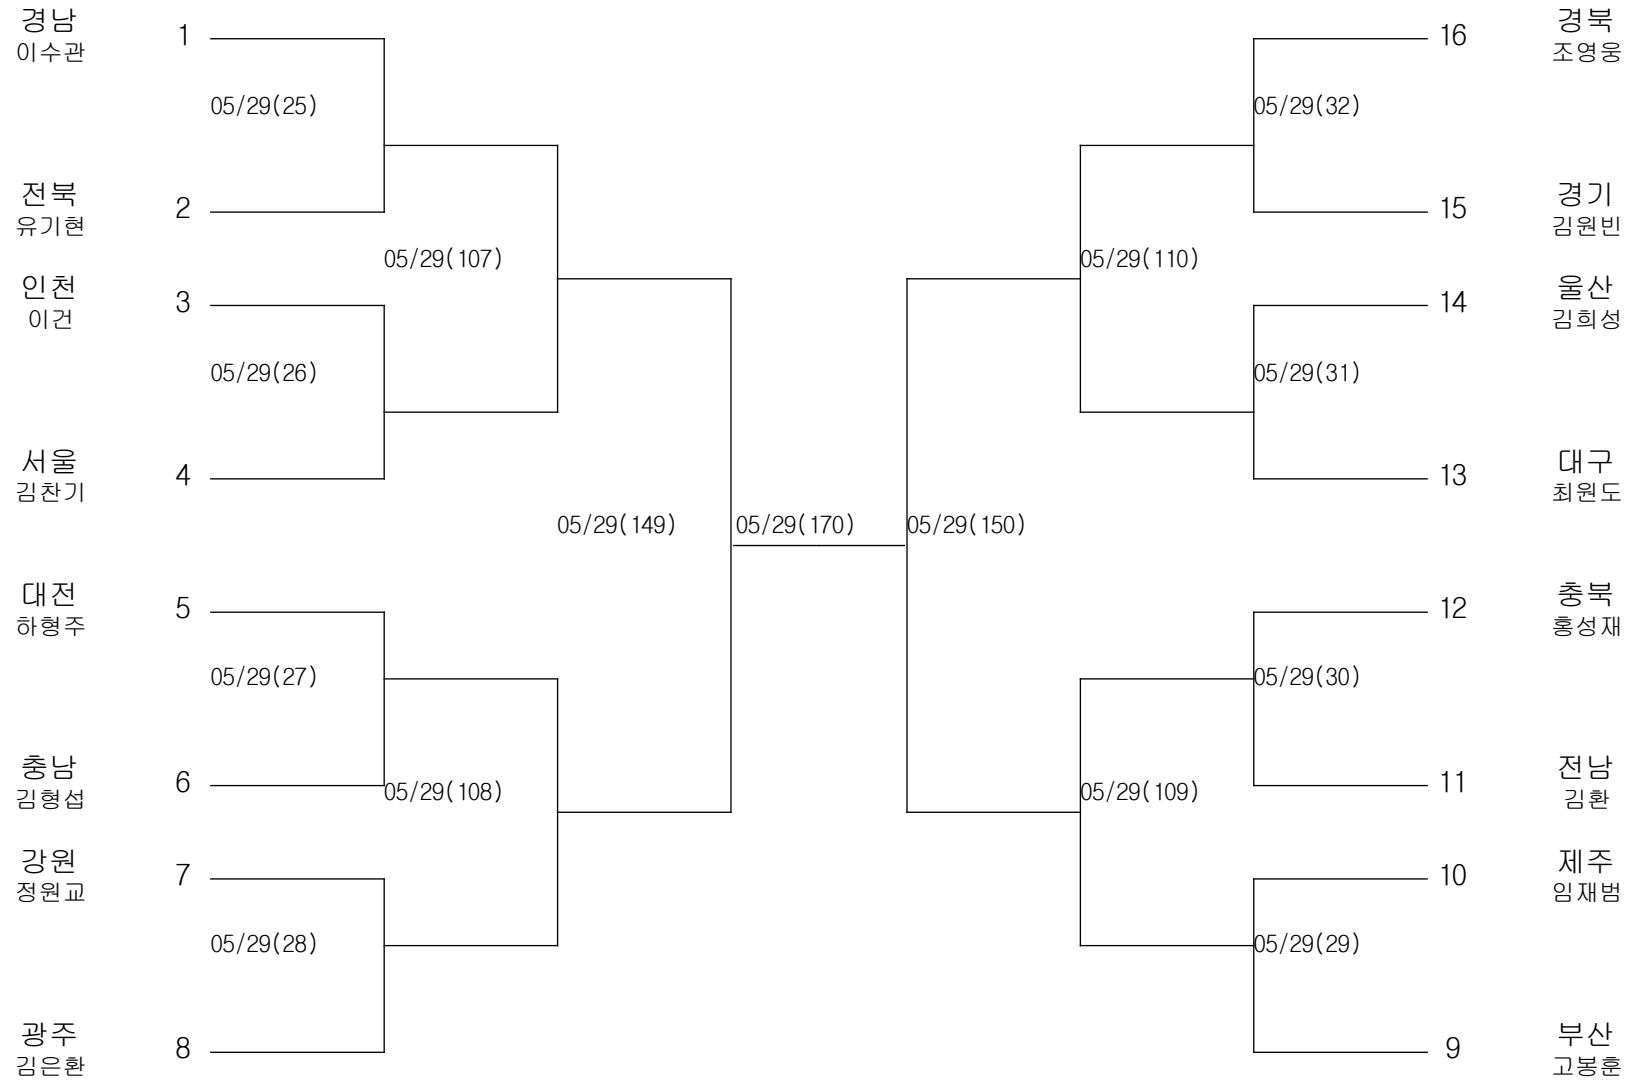 경남
이수관
1
05/29(25)
전북
유기현
2
05/29(107)
인천
이건
3
05/29(26)
서울
김찬기
4
05/29(149)
대전
하형주
5
05/29(27)
충남
김형섭
6
05/29(108)
강원
정원교
7
05/29(28)
광주
김은환
8
05/29(170)
16
경북
조영웅
05/29(32)
15
경기
김원빈
05/29(110)
14
울산
김희성
05/29(31)
13
대구
최원도
05/29(150)
12
충북
홍성재
05/29(30)
11
전남
김환
05/29(109)
10
제주
임재범
05/29(29)
9
부산
고봉훈